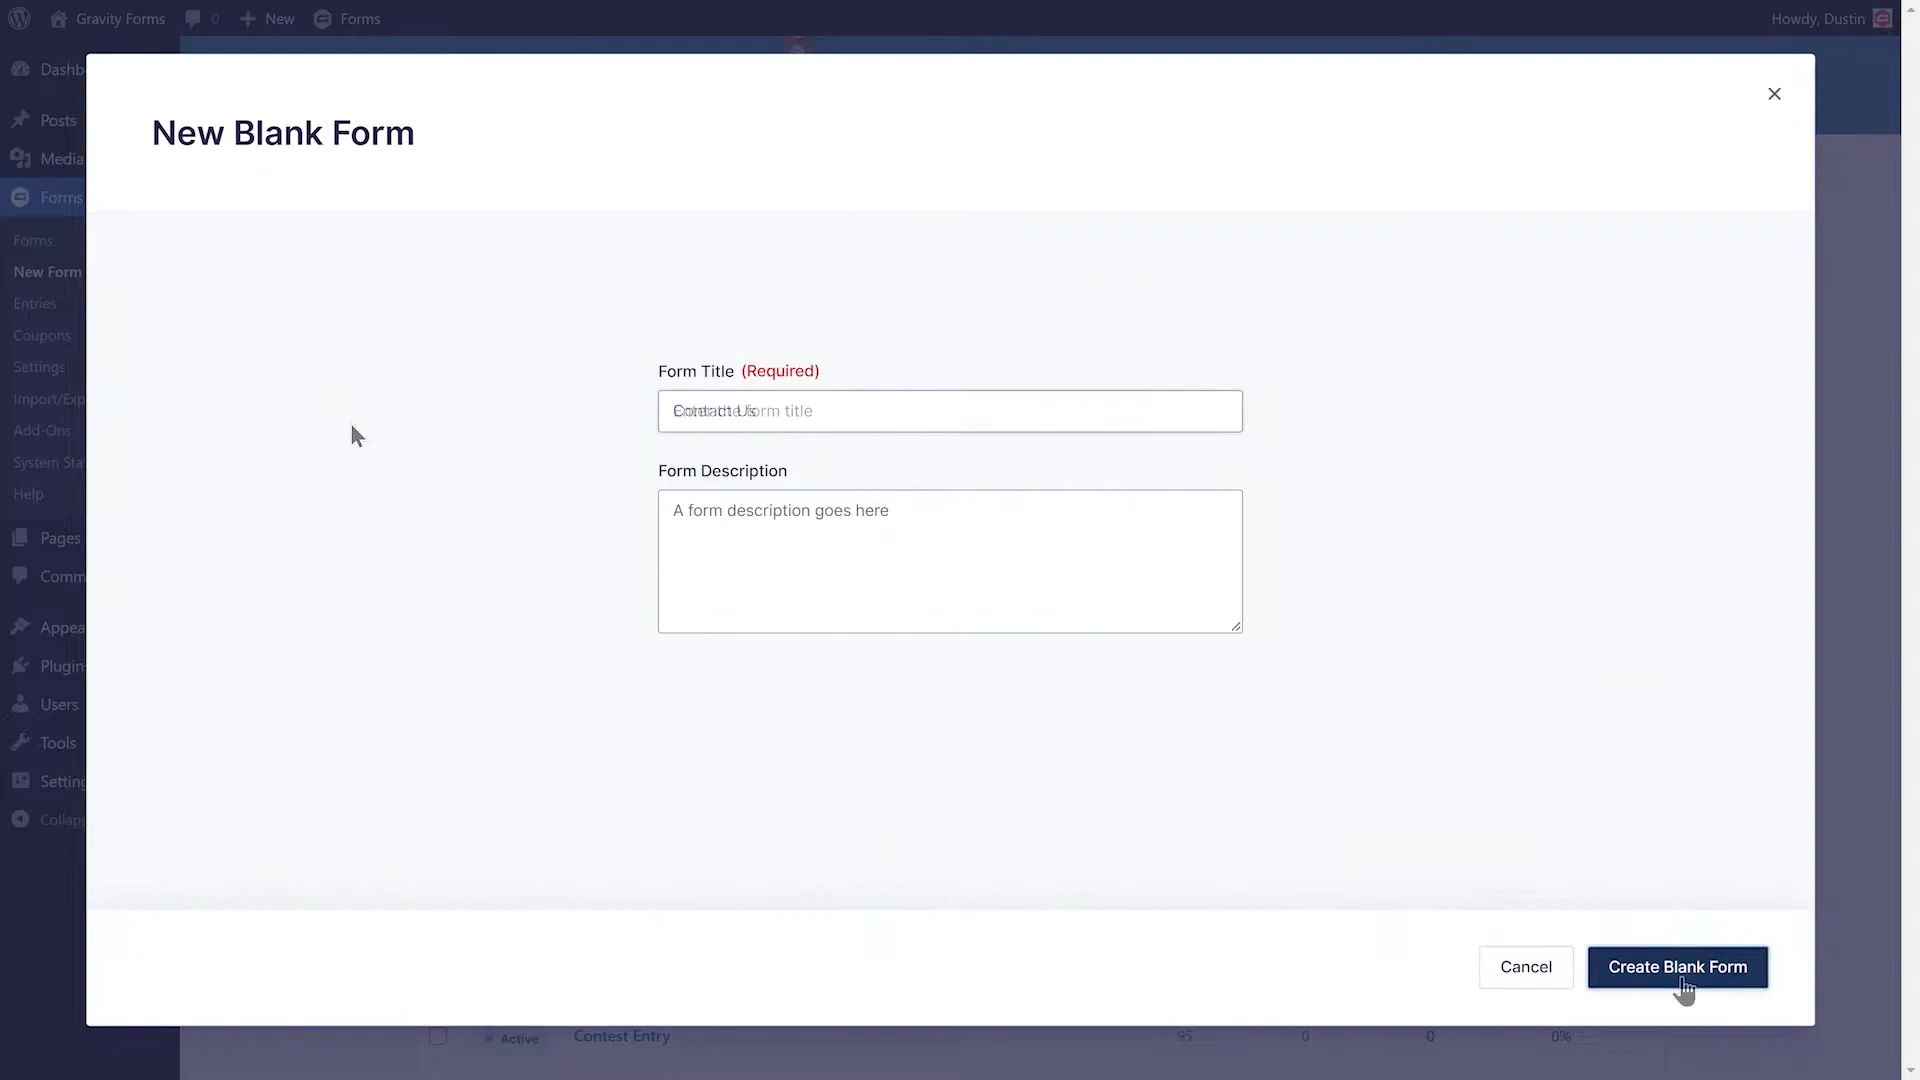 Gravity Forms 0 New Forms Howdy, Dustin
Dashb
Posts
Media
Forms
Forms
New Form
Entries
Coupons
Settings
Import/Exp
Add-Ons
System Sta
Help
Pages
Comm
Appea
Plugin
Users
Tools
Setting
Collaps
New Blank Form
Form Title (Required)
Contact Us
Enter the form title
Form Description
A form description goes here
Cancel Create Blank Form
Active Contest Entry 95 0 0 0%